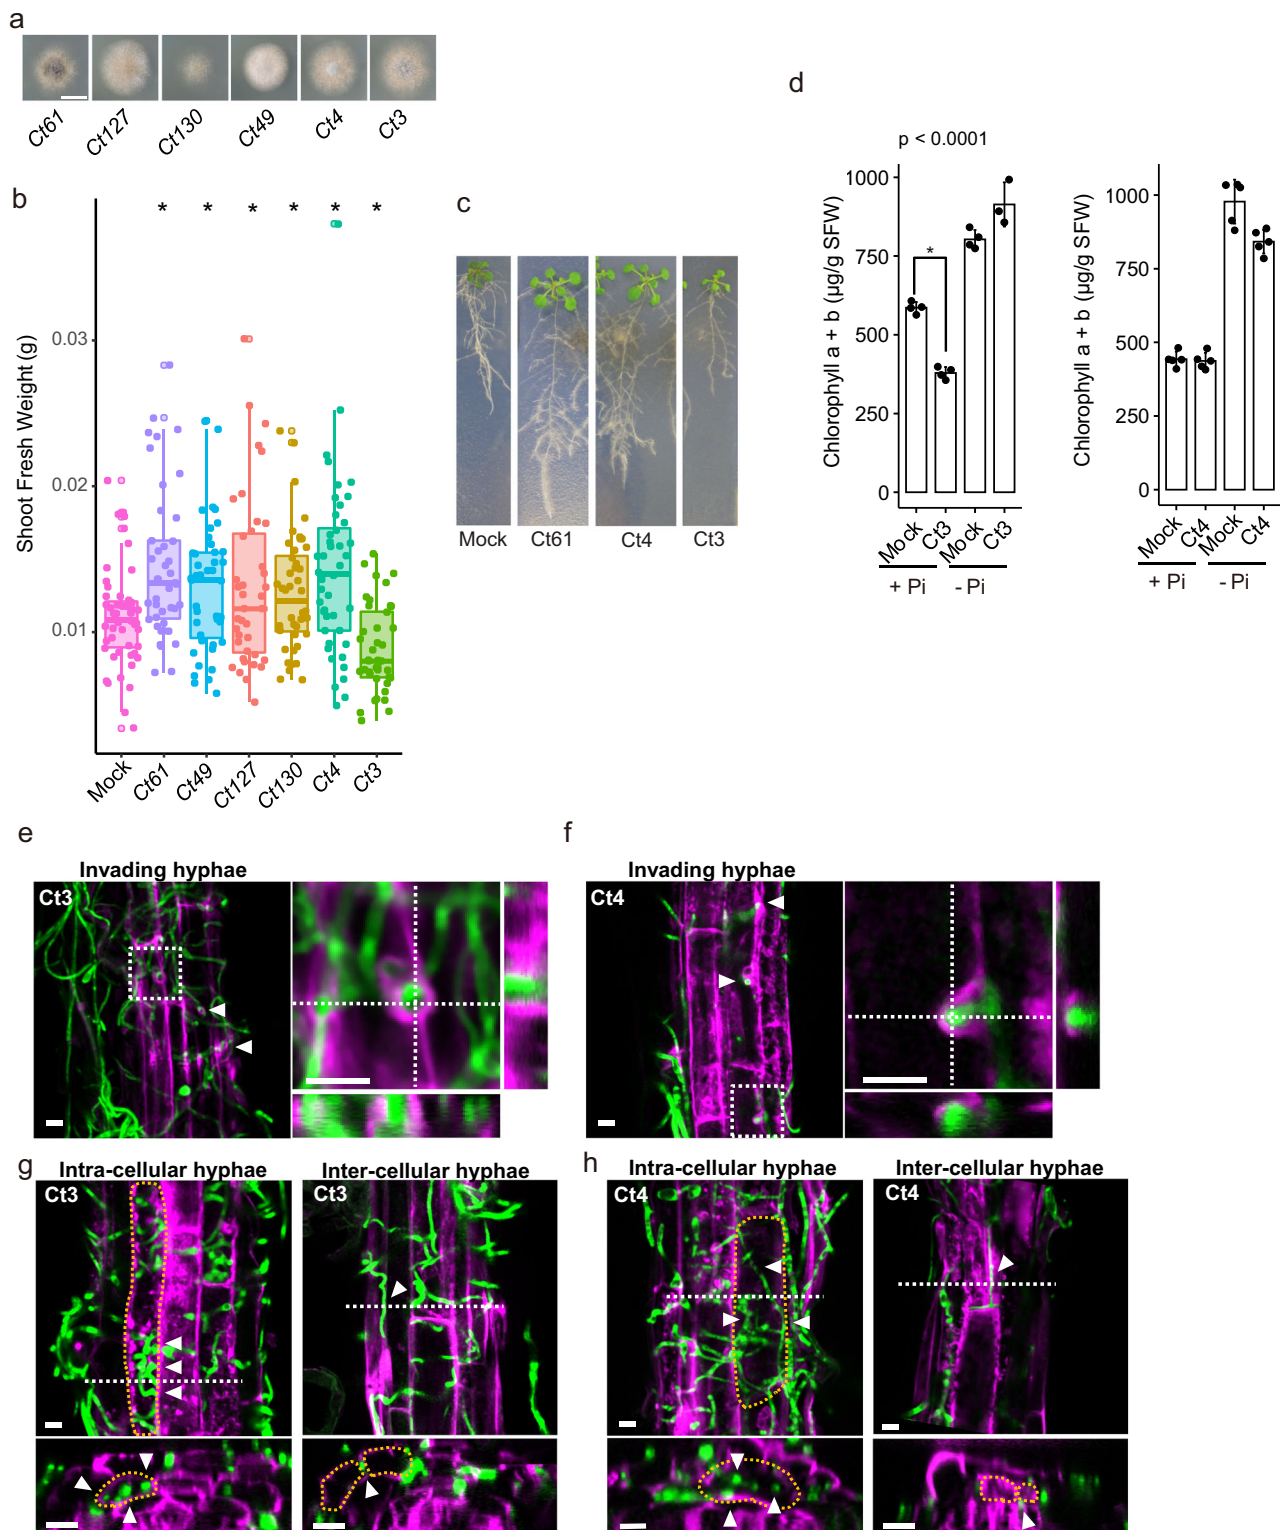 a
Ct61
Ct127
Ct130
Ct49
Ct4
Ct3
b
* * * * * *
Shoot Fresh Weight (g)
0.03
0.02
0.01
Mock
Ct61
Ct49
Ct127
Ct130
Ct4
Ct3
c
Mock
Ct61
Ct4
Ct3
d
p < 0.0001
Chlorophyll a + b (µg/g SFW)
1000
750
500
250
0
*
Mock
Ct3
Mock
Ct3
+ Pi
- Pi
Chlorophyll a + b (µg/g SFW)
1000
750
500
250
0
Mock
Ct4
Mock
Ct4
+ Pi
- Pi
e
Invading hyphae
Ct3
f
Invading hyphae
Ct4
g
Intra-cellular hyphae
Ct3
Inter-cellular hyphae
Ct3
h
Intra-cellular hyphae
Ct4
Inter-cellular hyphae
Ct4